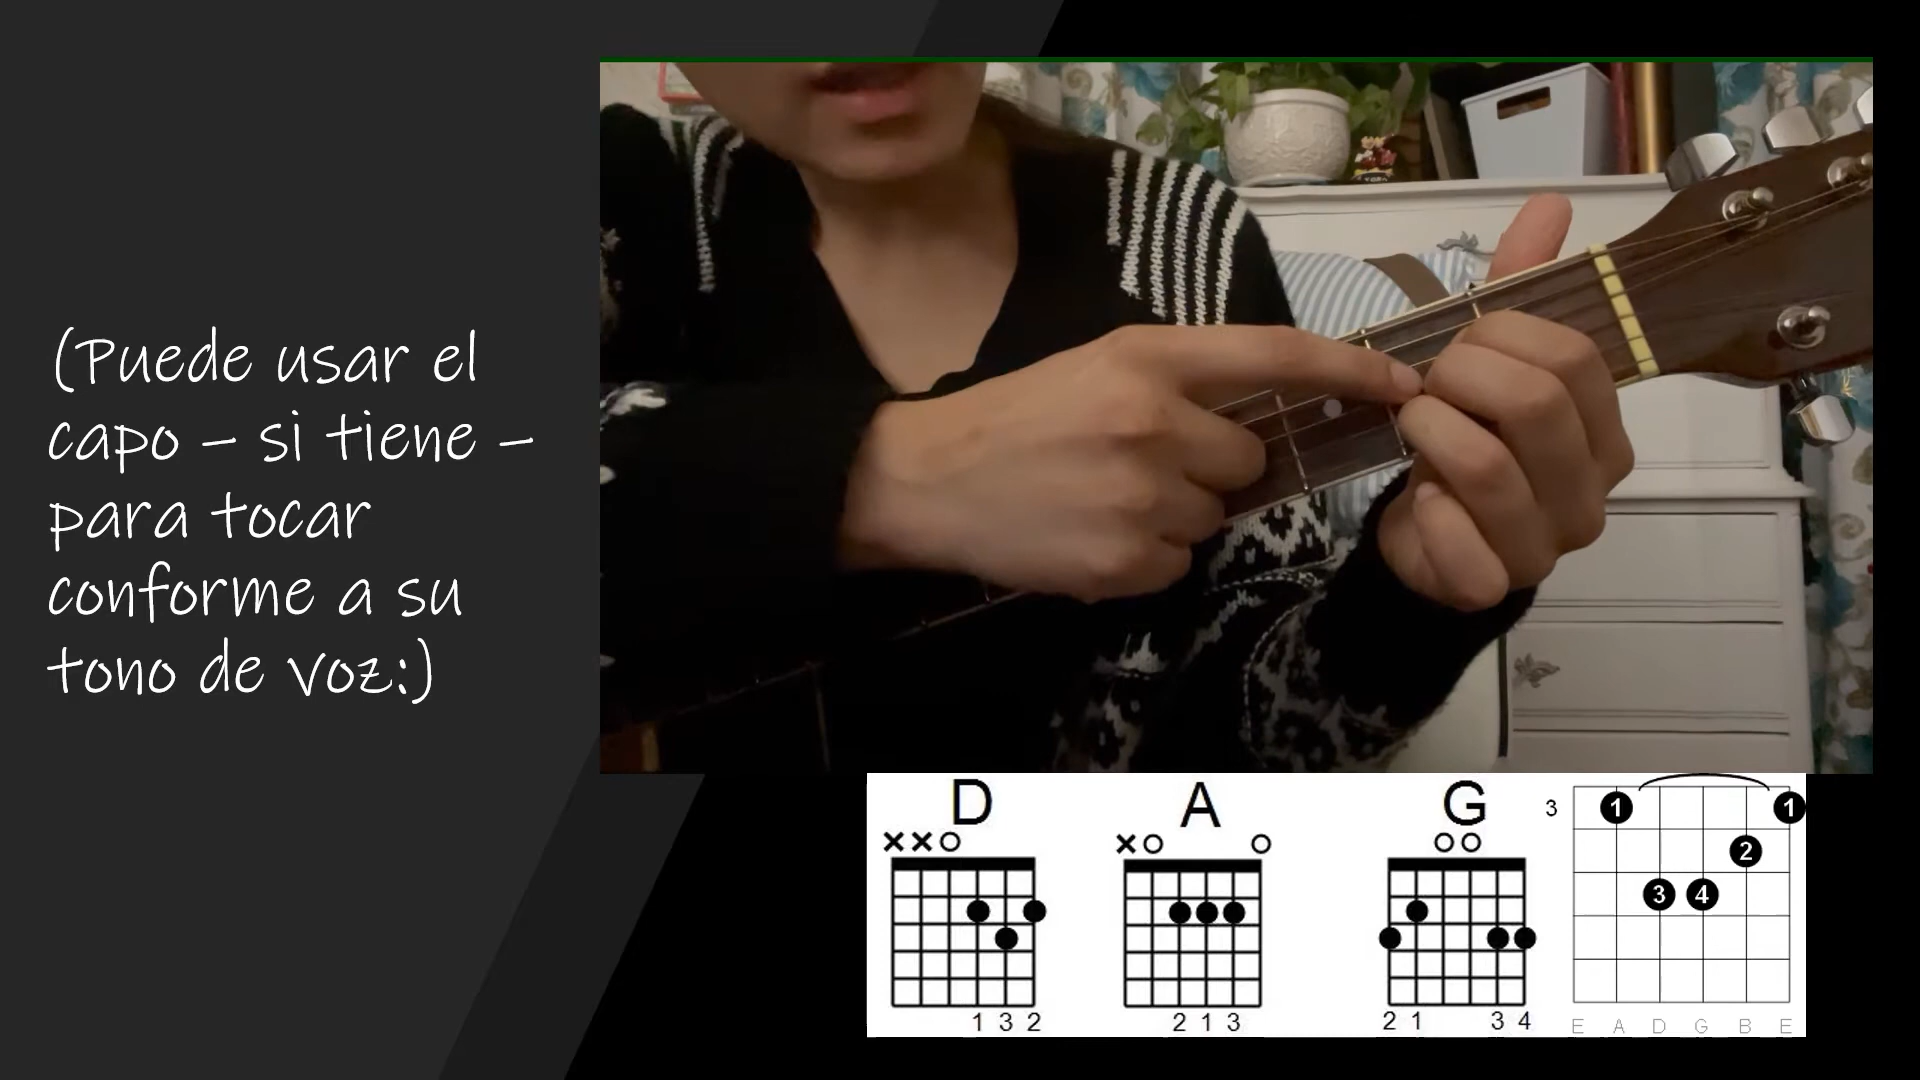 (Puede usar el
capo – si tiene –
para tocar
conforme a su
tono de voz:)
D
A
G
3
1
1
2
3 4
1 3 2
2 1 3
2 1 3 4
E A D G B E